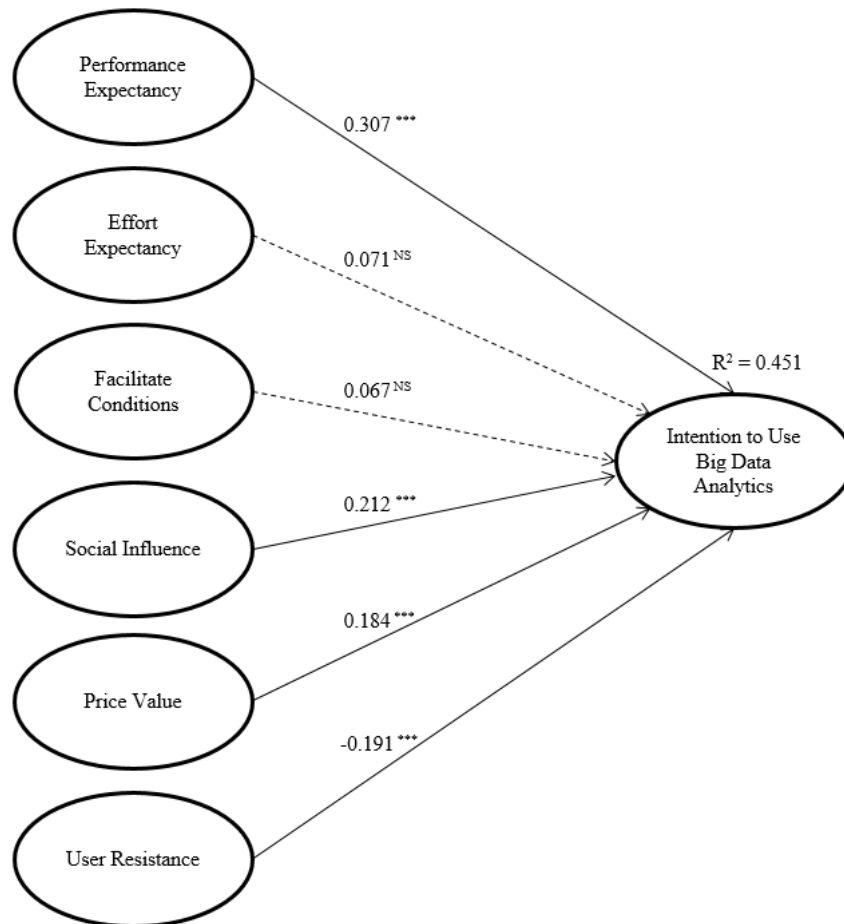 Performance
Expectancy
0.307 ***
Effort
Expectancy
0.071 NS
Facilitate
Conditions
0.067 NS
R² = 0.451
Intention to Use
Big Data
Analytics
Social Influence
0.212 ***
Price Value
0.184 ***
User Resistance
-0.191 ***